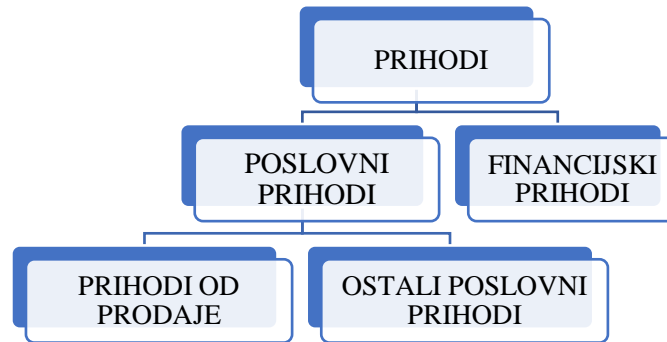 PRIHODI
POSLOVNI
PRIHODI
FINANCIJSKI
PRIHODI
PRIHODI OD
PRODAJE
OSTALI POSLOVNI
PRIHODI